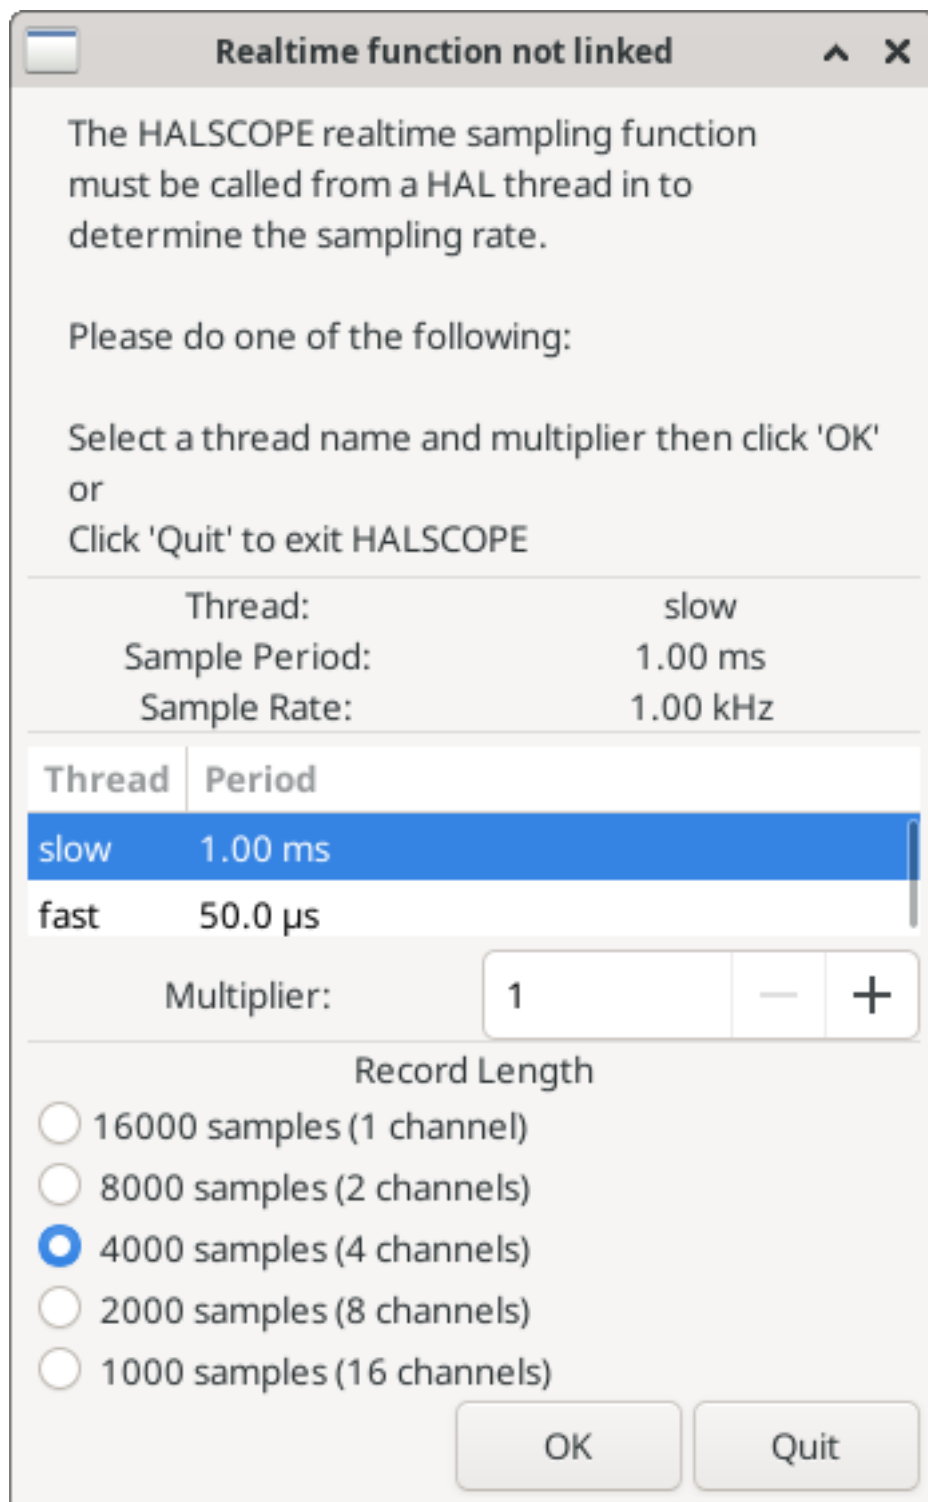 Realtime function not linked
The HALSCOPE realtime sampling function
must be called from a HAL thread in to
determine the sampling rate.
Please do one of the following:
Select a thread name and multiplier then click 'OK'
or
Click 'Quit' to exit HALSCOPE
Thread: slow
Sample Period: 1.00 ms
Sample Rate: 1.00 kHz
Thread Period
slow 1.00 ms
fast 50.0 µs
Multiplier: 1
Record Length
16000 samples (1 channel)
8000 samples (2 channels)
4000 samples (4 channels)
2000 samples (8 channels)
1000 samples (16 channels)
OK Quit